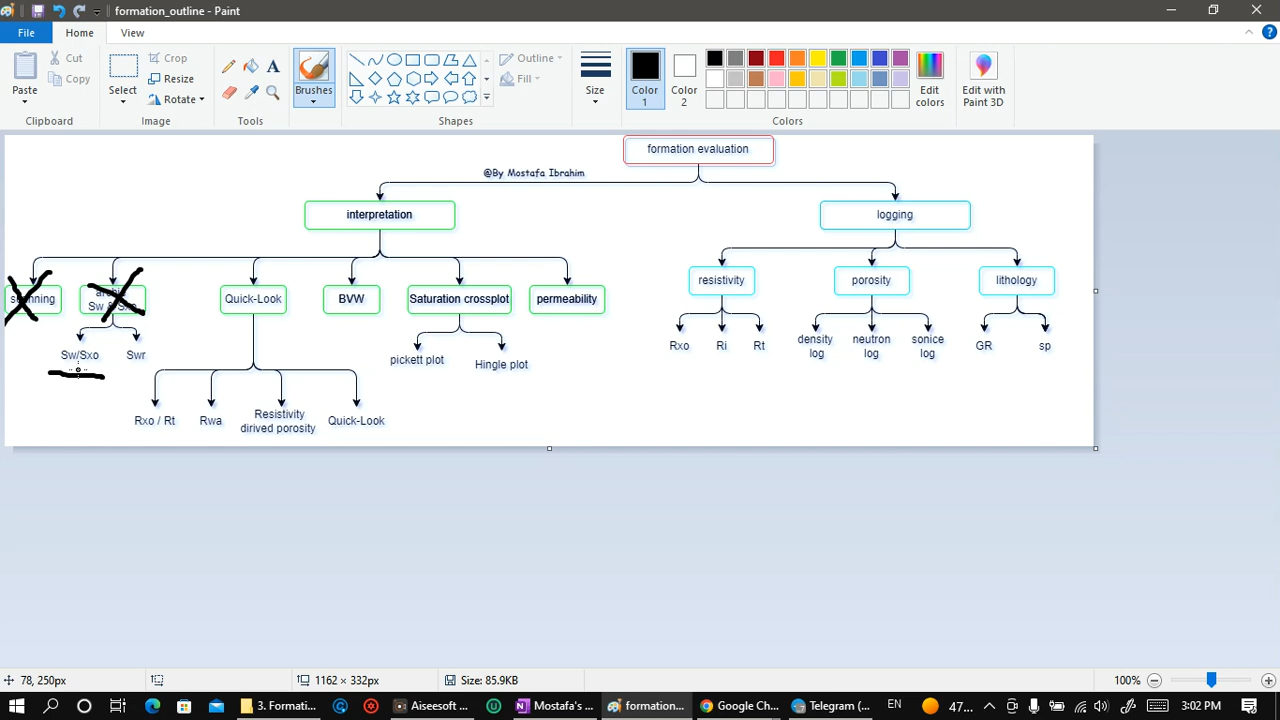 formation_outline - Paint
File
Home
View
Paste
Cut
Copy
Clipboard
Select
Crop
Resize
Rotate
Image
A
Tools
Brushes
Outline
Fill
Shapes
Size
Color
1
Color
2
Edit
colors
Colors
Edit with
Paint 3D
formation evaluation
@By Mostafa Ibrahim
interpretation
logging
Quick-Look
BVW
Saturation crossplot
permeability
resistivity
porosity
lithology
Sw/Sxo
Swr
pickett plot
Hingle plot
Rxo
Ri
Rt
density
log
neutron
log
sonice
log
GR
sp
Rxo / Rt
Rwa
Resistivity
dirived porosity
Quick-Look
78, 250px
1162 × 332px
Size: 85.9KB
100%
3. Formati...
Aiseesoft ...
Mostafa's ...
formation...
Google Ch...
Telegram (...
47...
EN
3:02 PM